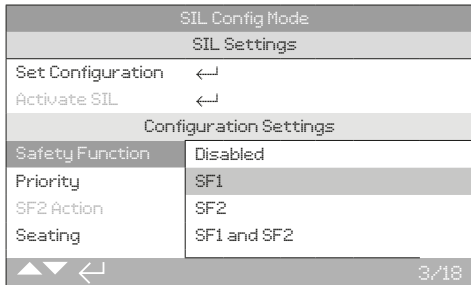 SIL Config Mode
SIL Settings
Set Configuration
Activate SIL
Configuration Settings
Safety Function Disabled
Priority SF1
SF2 Action SF2
Seating SF1 and SF2
3/18